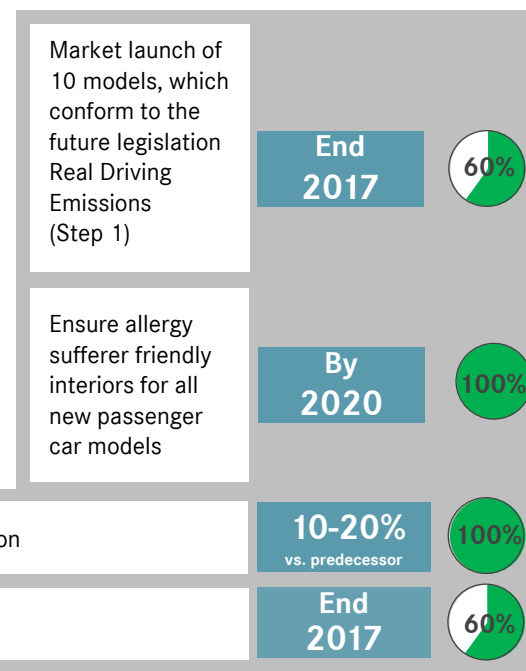 Market launch of
10 models, which
conform to the
future legislation
Real Driving
Emissions
(Step 1)
End
2017
60%
Ensure allergy
sufferer friendly
interiors for all
new passenger
car models
By
2020
100%
on
10-20%
vs. predecessor
100%
End
2017
60%